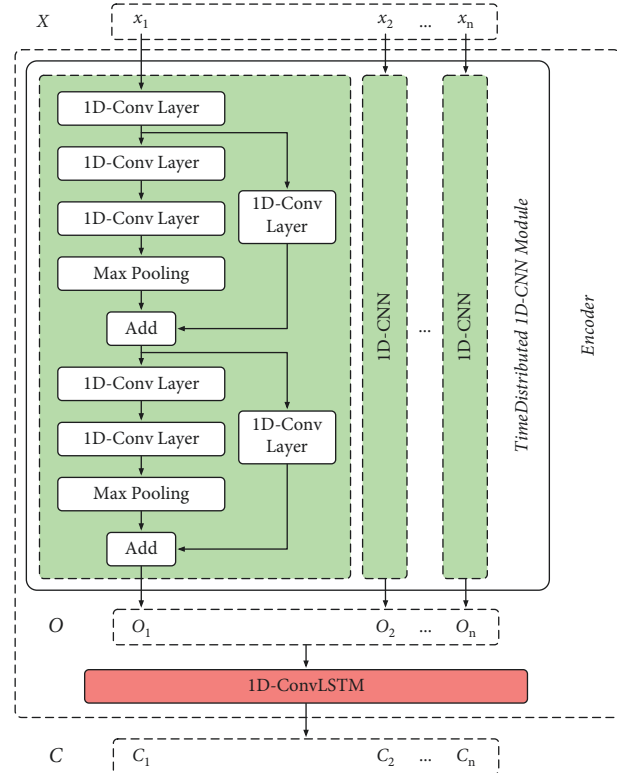 X x₁ x₂ ... xₙ
1D-Conv Layer
1D-Conv Layer
1D-Conv Layer
1D-Conv
Layer
Max Pooling
Add
1D-Conv Layer
1D-Conv Layer
1D-Conv
Layer
Max Pooling
Add
1D-CNN
...
1D-CNN
TimeDistributed 1D-CNN Module
Encoder
O O₁ O₂ ... Oₙ
1D-ConvLSTM
C C₁ C₂ ... Cₙ